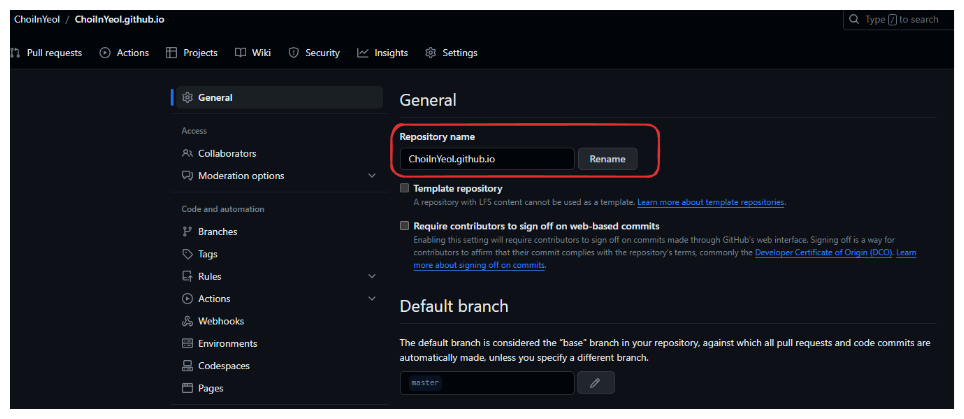 ChoiInYeol / ChoiInYeol.github.io
Type / to search
Pull requests Actions Projects Wiki Security Insights Settings
General
Access
Collaborators
Moderation options
Code and automation
Branches
Tags
Rules
Actions
Webhooks
Environments
Codespaces
Pages
General
Repository name
ChoiInYeol.github.io Rename
Template repository
A repository with LFS content cannot be used as a template. Learn more about template repositories.
Require contributors to sign off on web-based commits
Enabling this setting will require contributors to sign off on commits made through GitHub's web interface. Signing off is a way for
contributors to affirm that their commit complies with the repository's terms, commonly the Developer Certificate of Origin (DCO). Learn
more about signing off on commits.
Default branch
The default branch is considered the “base” branch in your repository, against which all pull requests and code commits are
automatically made, unless you specify a different branch.
master